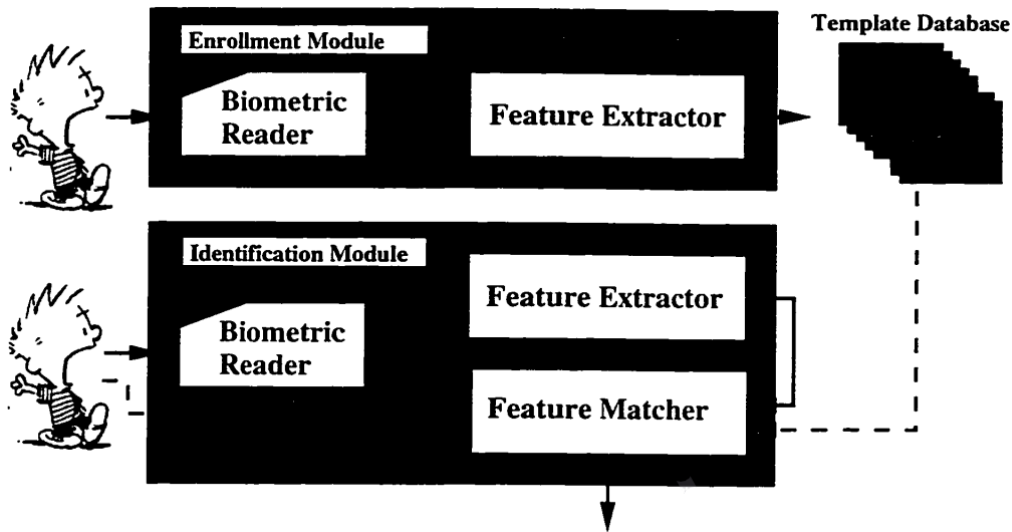 Template Database
Enrollment Module
Biometric
Reader
Feature Extractor
Identification Module
Feature Extractor
Biometric
Reader
Feature Matcher